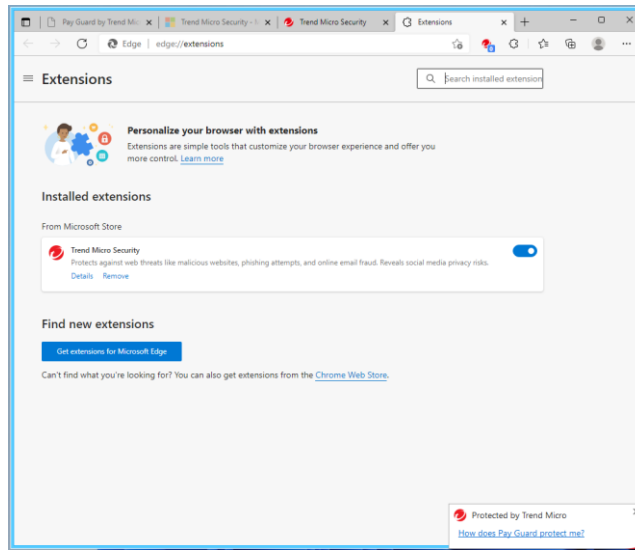 Pay Guard by Trend Mic
Trend Micro Security -
Trend Micro Security
Extensions
Edge
edge://extensions
Extensions
Search installed extension
Personalize your browser with extensions
Extensions are simple tools that customize your browser experience and offer you
more control. Learn more
Installed extensions
From Microsoft Store
Trend Micro Security
Protects against web threats like malicious websites, phishing attempts, and online email fraud. Reveals social media privacy risks.
Details Remove
Find new extensions
Get extensions for Microsoft Edge
Can't find what you're looking for? You can also get extensions from the Chrome Web Store.
Protected by Trend Micro
How does Pay Guard protect me?